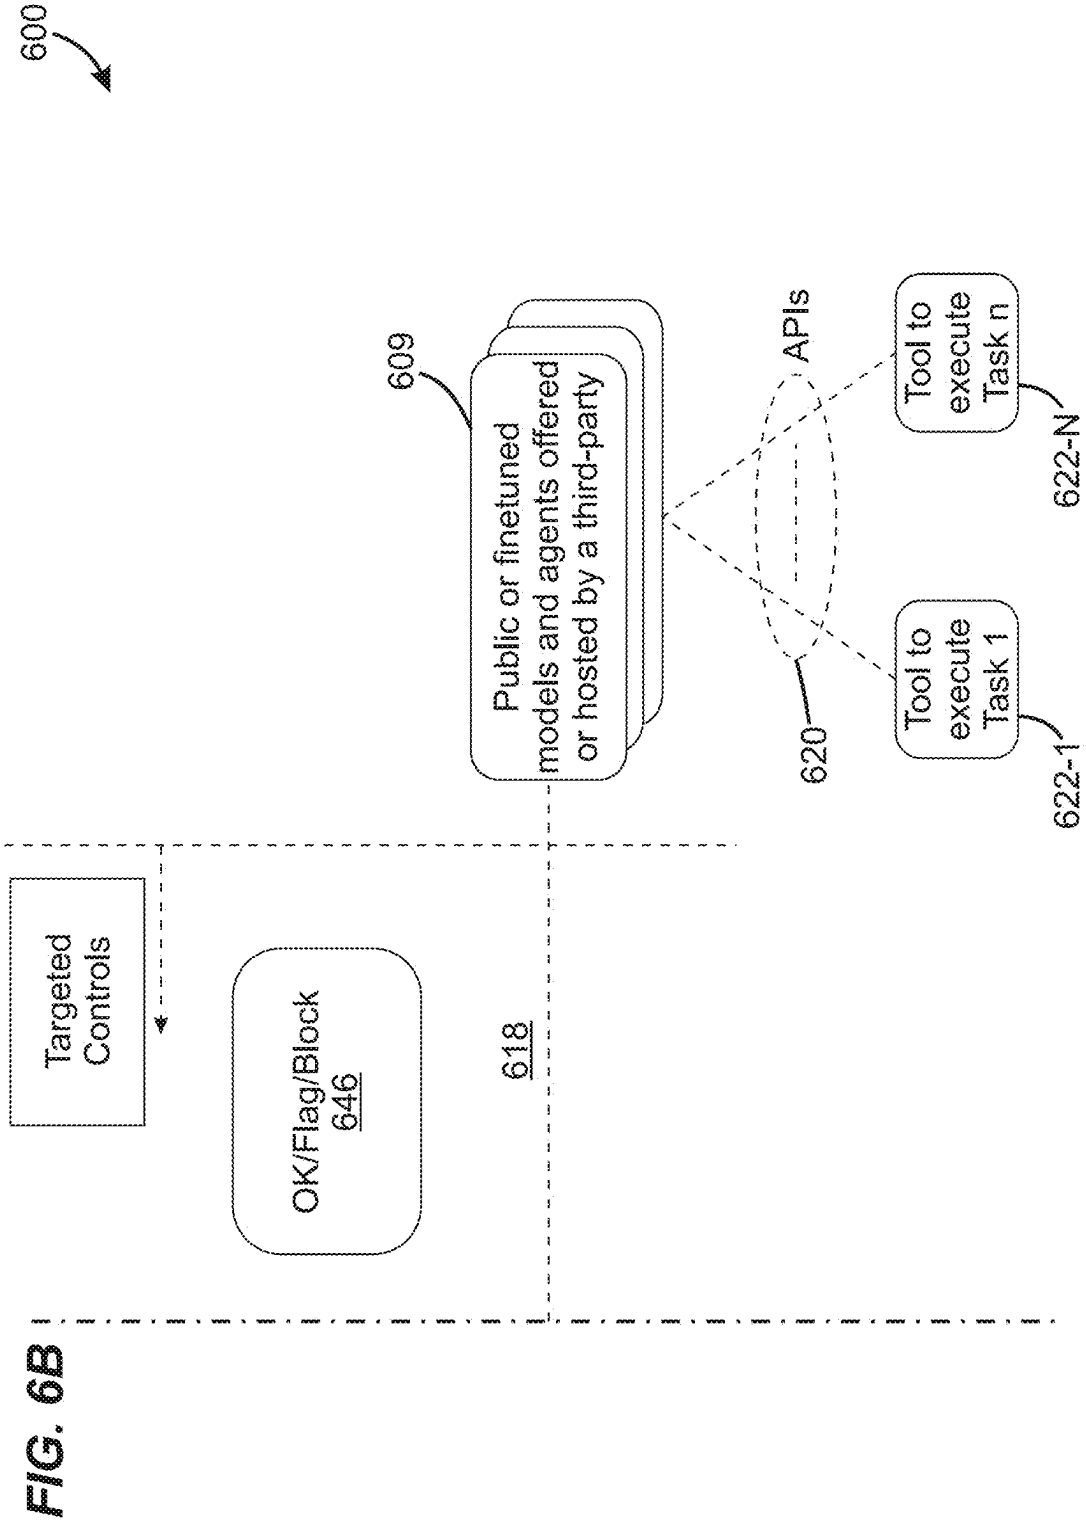 FIG. 6B
600
Targeted
Controls
OK/Flag/Block
646
618
609
Public or finetuned
models and agents offered
or hosted by a third-party
620
APIs
Tool to
execute
Task 1
622-1
Tool to
execute
Task n
622-N